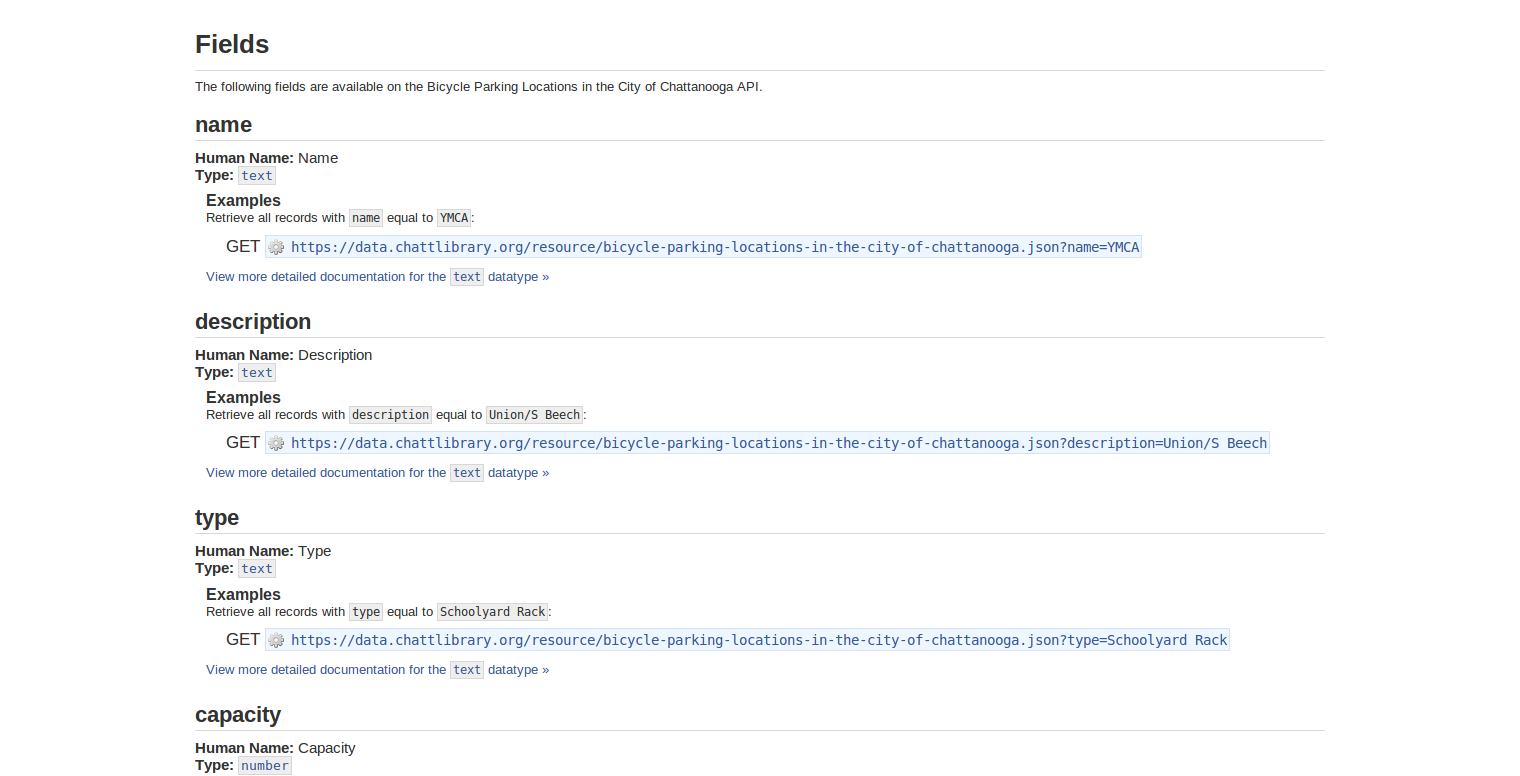 Fields
The following fields are available on the Bicycle Parking Locations in the City of Chattanooga API.
name
Human Name: Name
Type: text
Examples
Retrieve all records with name equal to YMCA:
GET https://data.chattlibrary.org/resource/bicycle-parking-locations-in-the-city-of-chattanooga.json?name=YMCA
View more detailed documentation for the text datatype »
description
Human Name: Description
Type: text
Examples
Retrieve all records with description equal to Union/S Beech:
GET https://data.chattlibrary.org/resource/bicycle-parking-locations-in-the-city-of-chattanooga.json?description=Union/S Beech
View more detailed documentation for the text datatype »
type
Human Name: Type
Type: text
Examples
Retrieve all records with type equal to Schoolyard Rack:
GET https://data.chattlibrary.org/resource/bicycle-parking-locations-in-the-city-of-chattanooga.json?type=Schoolyard Rack
View more detailed documentation for the text datatype »
capacity
Human Name: Capacity
Type: number